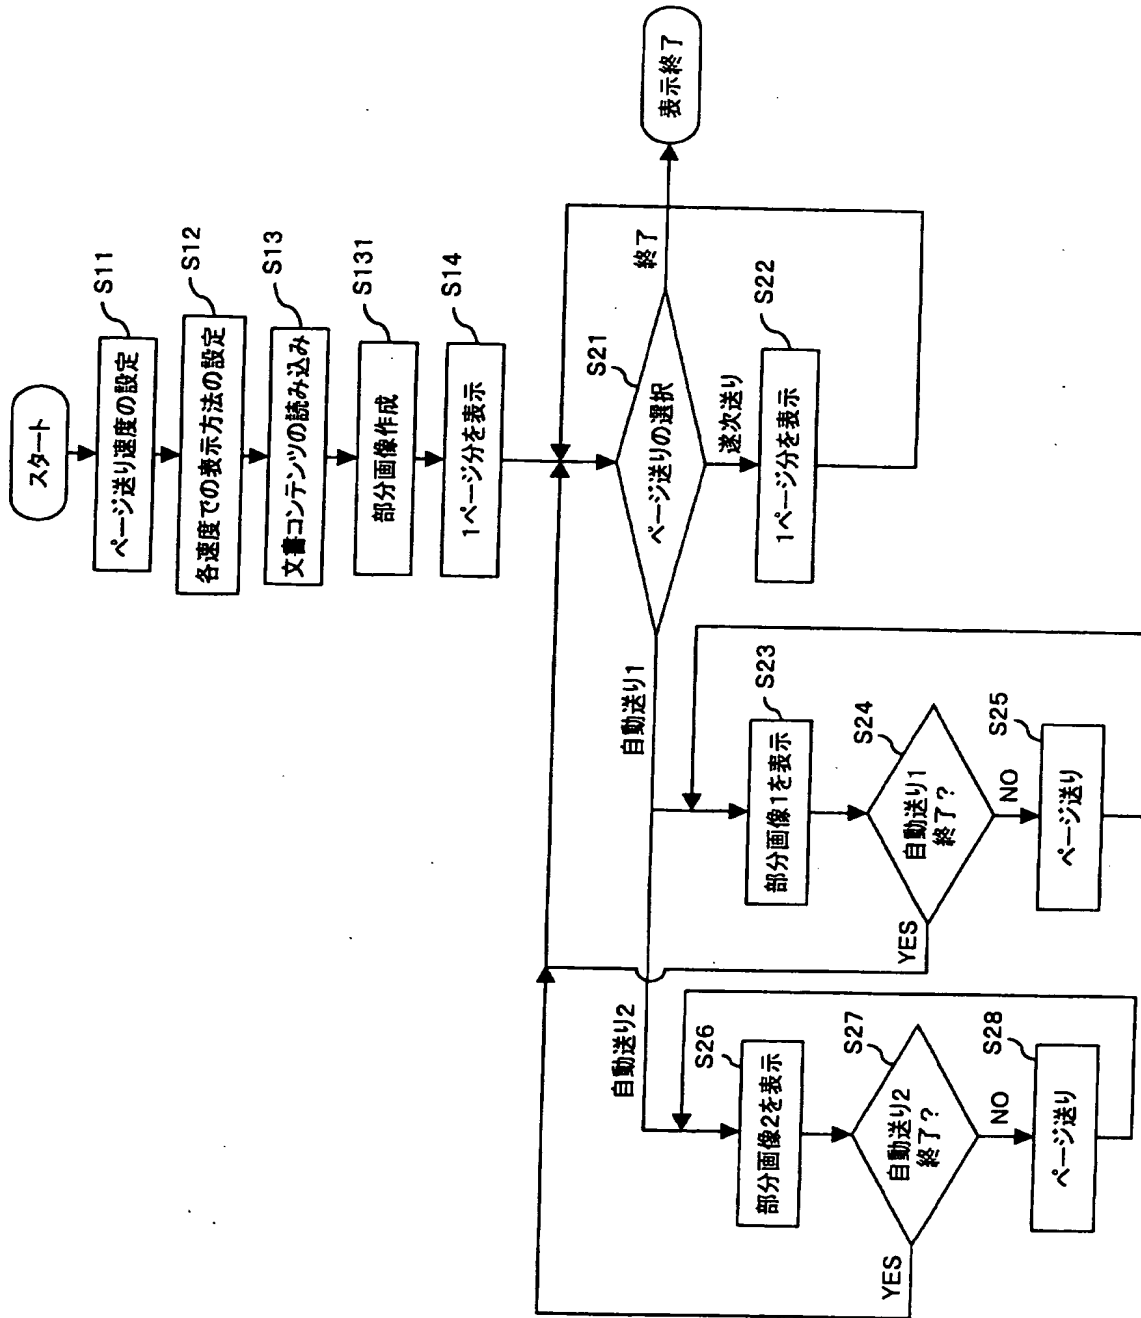 スタート
S11
ページ送り速度の設定
S12
各速度での表示方法の設定
S13
文書コンテンツの読み込み
S131
部分画像作成
S14
1ページ分を表示
S21
ページ送りの選択
終了
表示終了
遂次送り
S22
1ページ分を表示
自動送り1
S23
部分画像1を表示
S24
自動送り1
終了?
YES
NO
S25
ページ送り
自動送り2
S26
部分画像2を表示
S27
自動送り2
終了?
YES
NO
S28
ページ送り